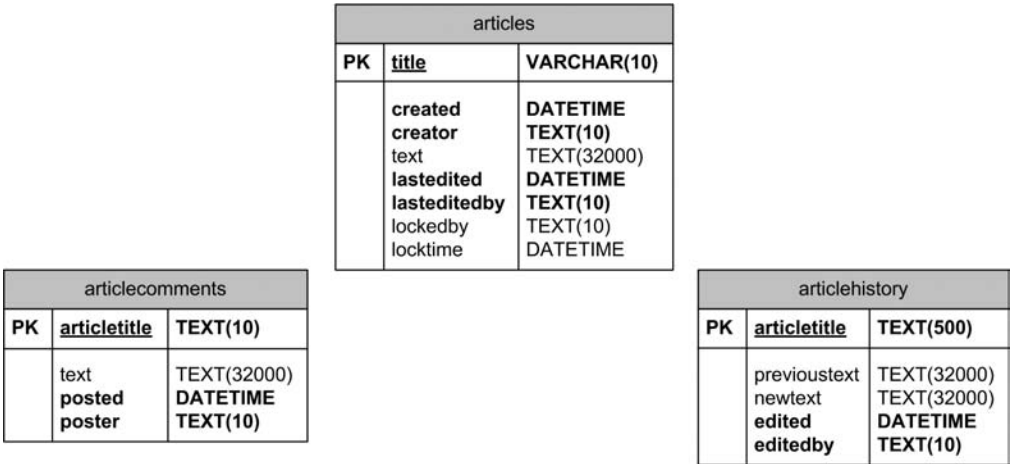 articles
PK title VARCHAR(10)
created DATETIME
creator TEXT(10)
text TEXT(32000)
lastedited DATETIME
lasteditedby TEXT(10)
lockedby TEXT(10)
locktime DATETIME
articlecomments
PK articletitle TEXT(10)
text TEXT(32000)
posted DATETIME
poster TEXT(10)
articlehistory
PK articletitle TEXT(500)
previoustext TEXT(32000)
newtext TEXT(32000)
edited DATETIME
editedby TEXT(10)